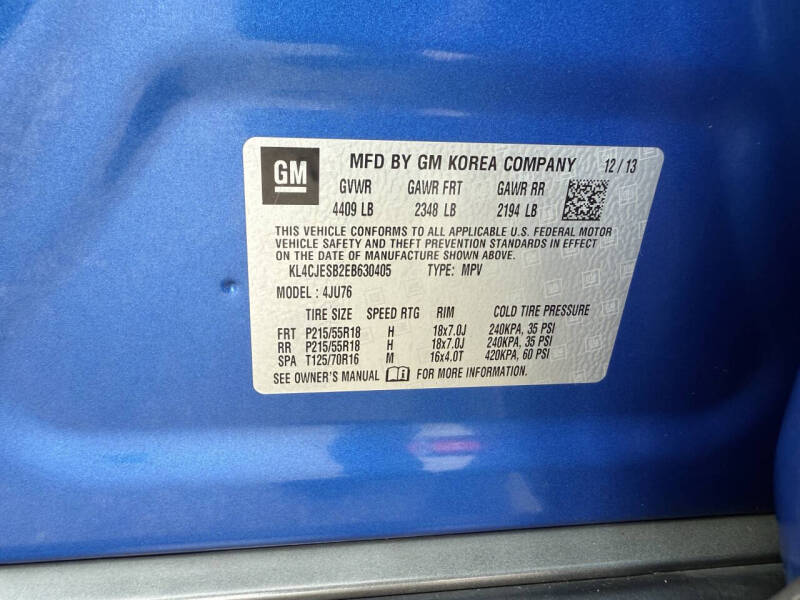 GM MFD BY GM KOREA COMPANY 12/13
GVWR GAWR FRT GAWR RR
4409 LB 2348 LB 2194 LB
THIS VEHICLE CONFORMS TO ALL APPLICABLE U.S. FEDERAL MOTOR
VEHICLE SAFETY AND THEFT PREVENTION STANDARDS IN EFFECT
ON THE DATE OF MANUFACTURE SHOWN ABOVE.
KL4CJESB2EB630405 TYPE: MPV
MODEL : 4JU76
TIRE SIZE SPEED RTG RIM COLD TIRE PRESSURE
FRT P215/55R18 H 18x7.0J 240KPA, 35 PSI
RR P215/55R18 H 18x7.0J 240KPA, 35 PSI
SPA T125/70R16 M 16x4.0T 420KPA, 60 PSI
SEE OWNER'S MANUAL FOR MORE INFORMATION.